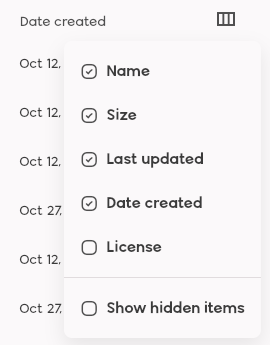 Date created
Oct 12,
Name
Oct 12,
Size
Oct 12,
Last updated
Oct 27,
Date created
Oct 12,
License
Oct 27,
Show hidden items